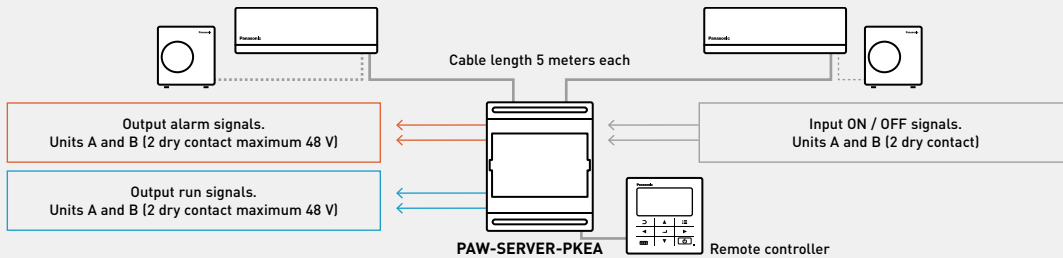 Panasonic
Panasonic
Panasonic
Panasonic
Cable length 5 meters each
Output alarm signals.
Units A and B (2 dry contact maximum 48 V)
Input ON / OFF signals.
Units A and B (2 dry contact)
Output run signals.
Units A and B (2 dry contact maximum 48 V)
Panasonic
PAW-SERVER-PKEA
Remote controller